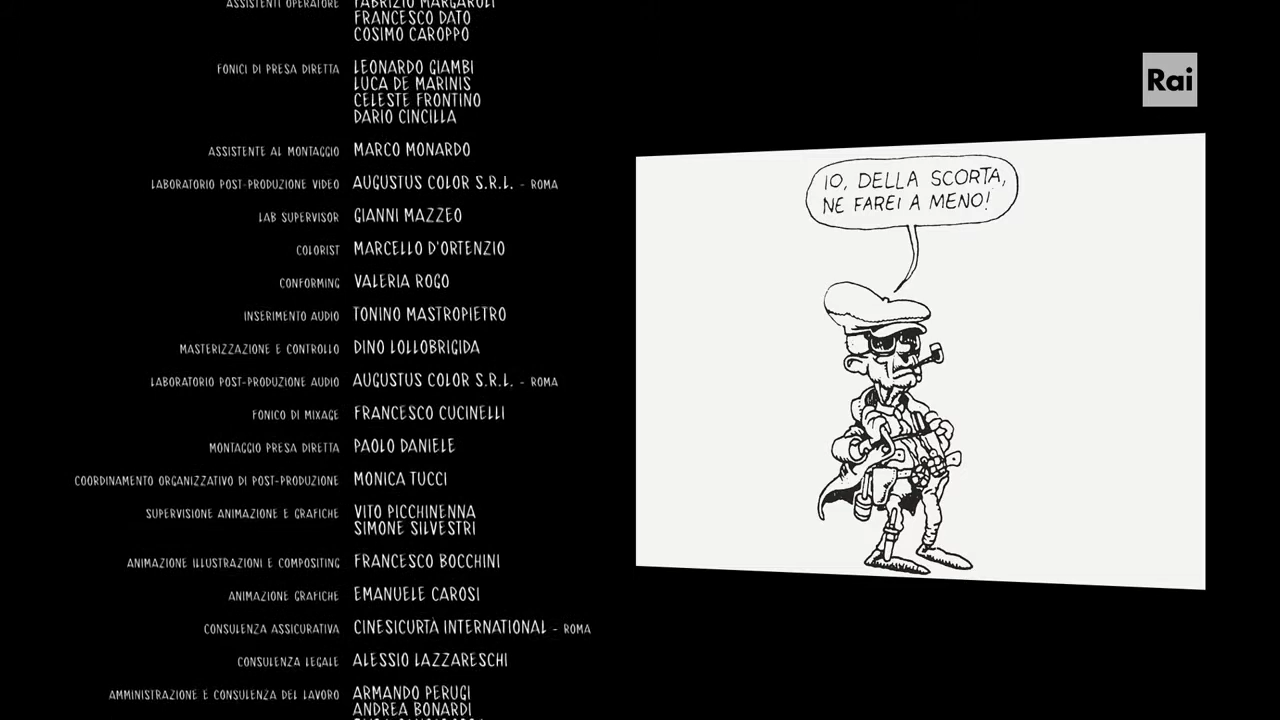 ASSISTENTI OPERATORE FABRIZIO MARGAROLI
FRANCESCO DATO
COSIMO CAROPPO
FONICI DI PRESA DIRETTA LEONARDO GIAMBI
LUCA DE MARINIS
CELESTE FRONTINO
DARIO CINCILLA
ASSISTENTE AL MONTAGGIO MARCO MONARDO
LABORATORIO POST-PRODUZIONE VIDEO AUGUSTUS COLOR S.R.L. - ROMA
LAB SUPERVISOR GIANNI MAZZEO
COLORIST MARCELLO D'ORTENZIO
CONFORMING VALERIA ROGO
INSERIMENTO AUDIO TONINO MASTROPIETRO
MASTERIZZAZIONE E CONTROLLO DINO LOLLOBRIGIDA
LABORATORIO POST-PRODUZIONE AUDIO AUGUSTUS COLOR S.R.L. - ROMA
FONICO DI MIXAGE FRANCESCO CUCINELLI
MONTAGGIO PRESA DIRETTA PAOLO DANIELE
COORDINAMENTO ORGANIZZATIVO DI POST-PRODUZIONE MONICA TUCCI
SUPERVISIONE ANIMAZIONE E GRAFICHE VITO PICCHINENNA
SIMONE SILVESTRI
ANIMAZIONE ILLUSTRAZIONI E COMPOSITING FRANCESCO BOCCHINI
ANIMAZIONE GRAFICHE EMANUELE CAROSI
CONSULENZA ASSICURATIVA CINESICURTA INTERNATIONAL - ROMA
CONSULENZA LEGALE ALESSIO LAZZARESCHI
AMMINISTRAZIONE E CONSULENZA DEL LAVORO ARMANDO PERUGI
ANDREA BONARDI
Rai
IO, DELLA SCORTA,
NE FAREI A MENO!